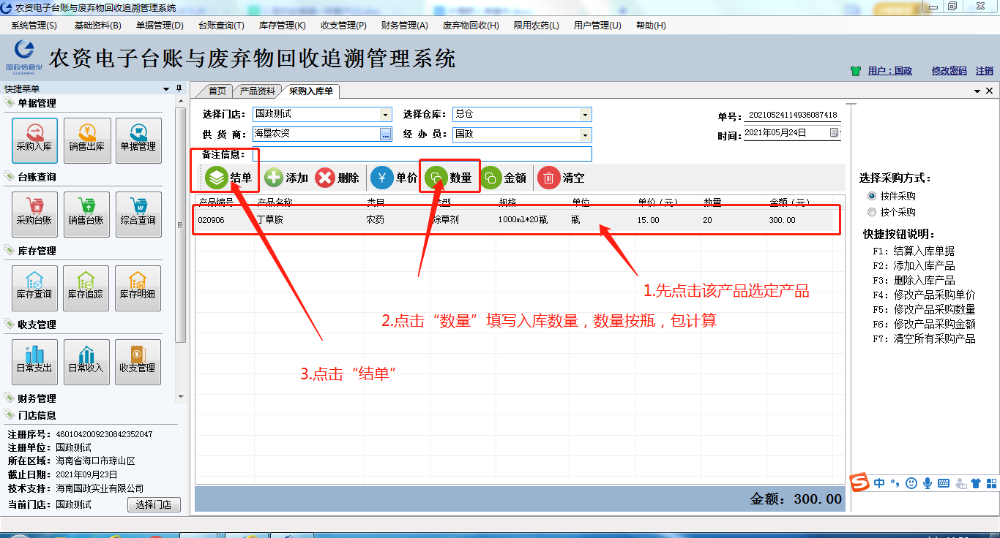 农资电子台账与废弃物回收追溯管理系统
系统管理(S) 基础资料(B) 单据管理(D) 台账查询(T) 库存管理(K) 收支管理(P) 财务管理(A) 废弃物回收(H) 限用农药(L) 用户管理(U) 帮助(H)
国政信息化
农资电子台账与废弃物回收追溯管理系统
用户：国政 修改密码 注销
快捷菜单
单据管理
采购入库 销售出库 单据管理
台账查询
采购台账 销售台账 综合查询
库存管理
库存查询 库存追踪 库存明细
收支管理
日常支出 日常收入 收支管理
财务管理
门店信息
注册序号：4601042009230842352047
注册单位：国政测试
所在区域：海南省海口市琼山区
截止日期：2021年09月23日
技术支持：海南国政实业有限公司
当前门店：国政测试 选择门店
首页 产品资料 采购入库单
选择门店：国政测试 选择仓库：总仓 单号：20210524114936087418
供 货 商：海垦农资 ... 经 办 员：国政 时间：2021年05月24日
备注信息：
结单 添加 删除 ¥ 单价 数量 金额 清空
产品编号 产品名称 类目 类型 规格 单位 单价（元） 数量 金额（元）
020906 丁草胺 农药 除草剂 1000ml*20瓶 瓶 15.00 20 300.00
1.先点击该产品选定产品
2.点击“数量”填写入库数量，数量按瓶，包计算
3.点击“结单”
金额：300.00
选择采购方式：
按件采购
按个采购
快捷按钮说明：
F1：结算入库单据
F2：添加入库产品
F3：删除入库产品
F4：修改产品采购单价
F5：修改产品采购数量
F6：修改产品采购金额
F7：清空所有采购产品
S 中